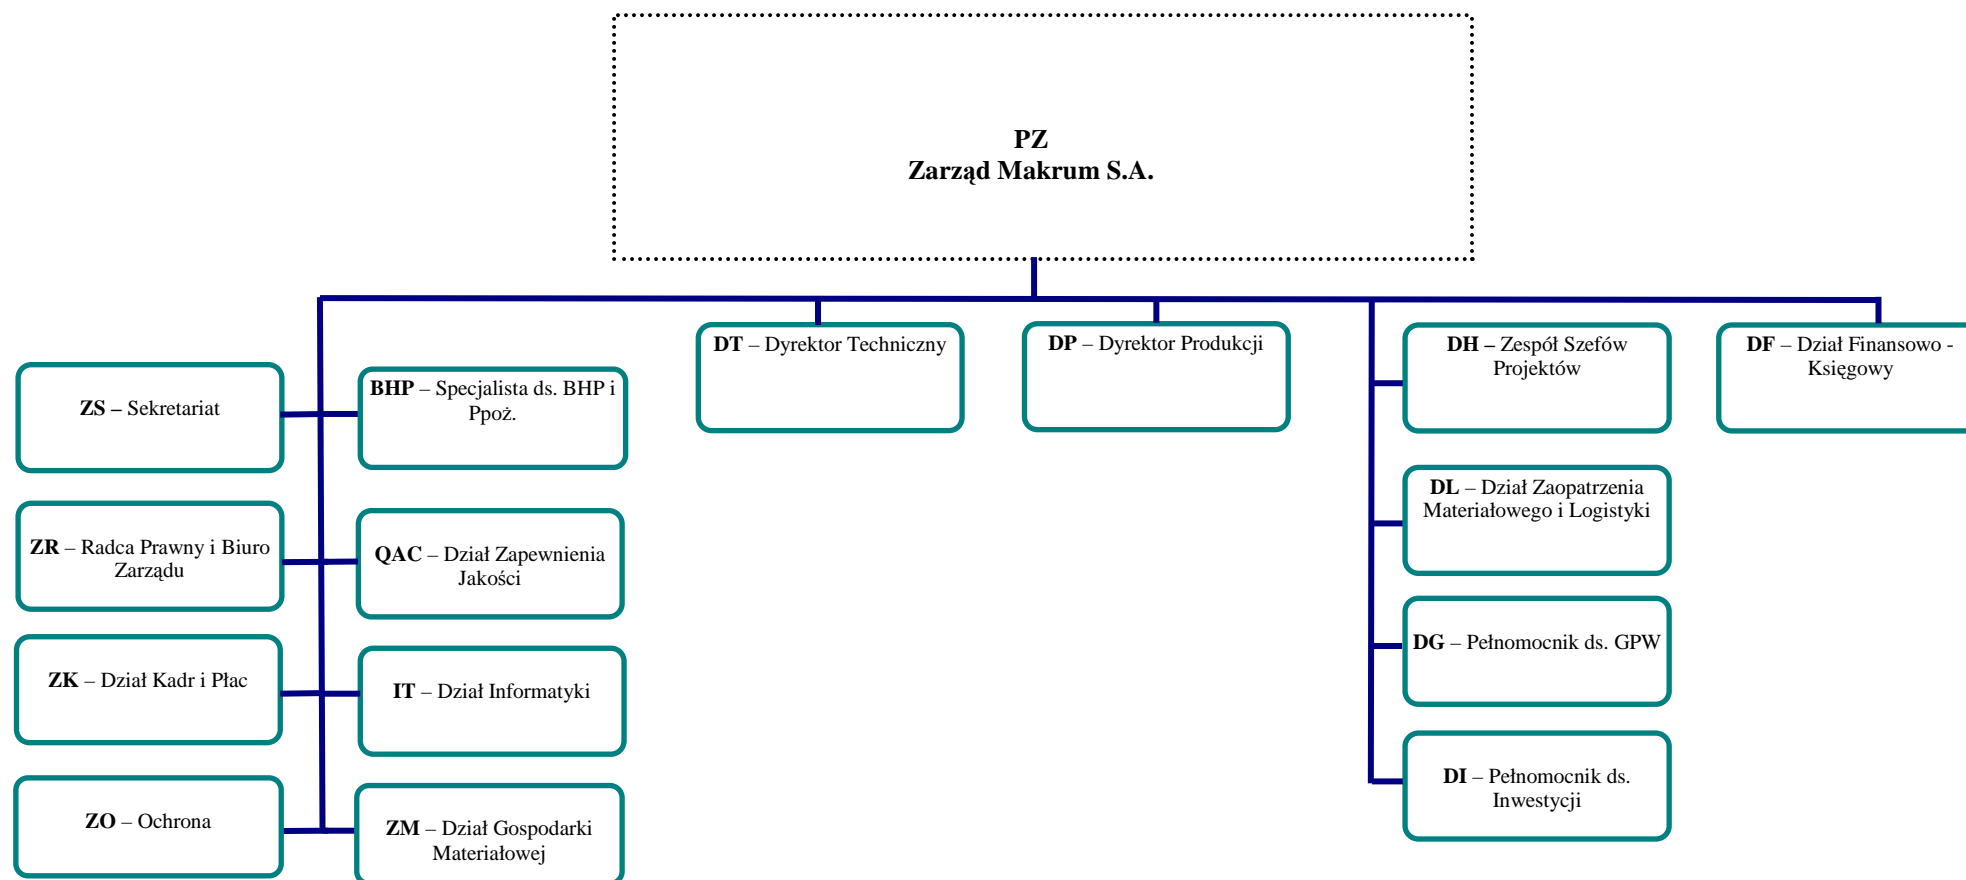 PZ
Zarząd Makrum S.A.
DT – Dyrektor Techniczny
DP – Dyrektor Produkcji
DH – Zespół Szefów
Projektów
DF – Dział Finansowo -
Księgowy
ZS – Sekretariat
BHP – Specjalista ds. BHP i
Ppoż.
DL – Dział Zaopatrzenia
Materiałowego i Logistyki
ZR – Radca Prawny i Biuro
Zarządu
QAC – Dział Zapewnienia
Jakości
DG – Pełnomocnik ds. GPW
ZK – Dział Kadr i Płac
IT – Dział Informatyki
DI – Pełnomocnik ds.
Inwestycji
ZO – Ochrona
ZM – Dział Gospodarki
Materiałowej